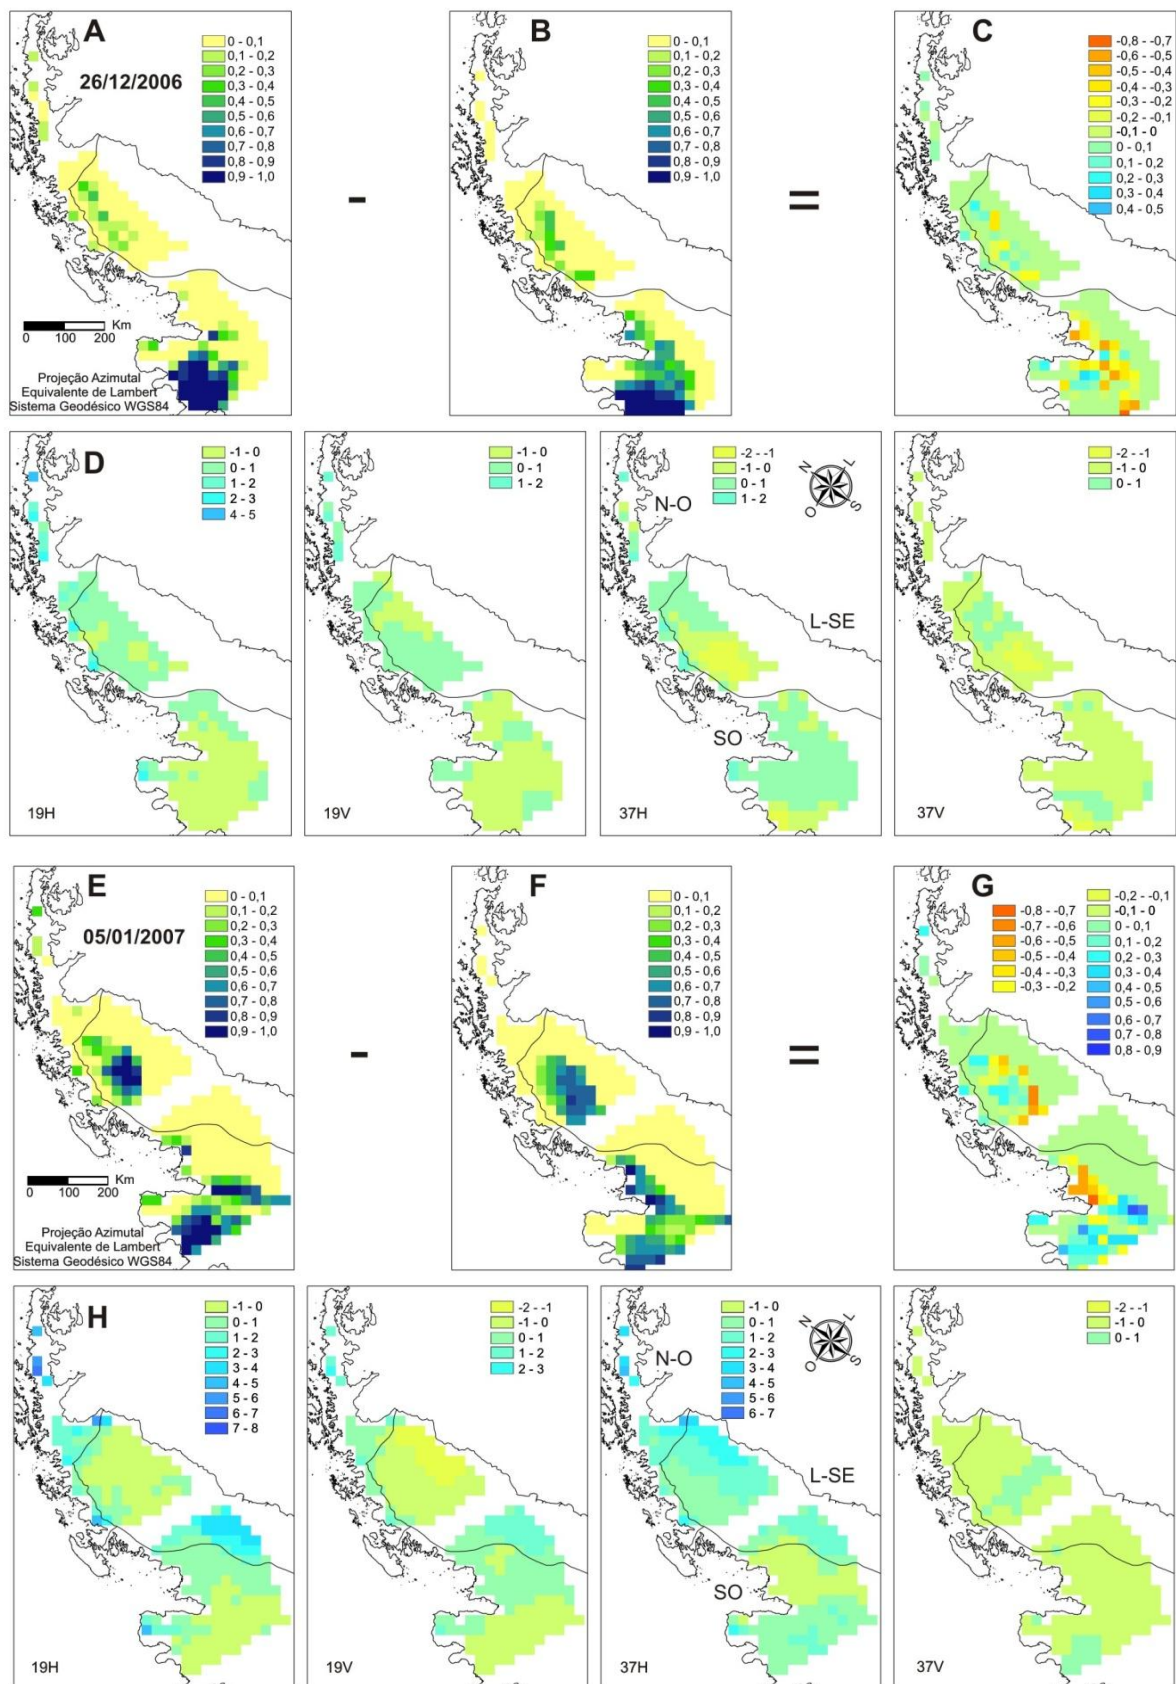 A
26/12/2006
0 - 0,1
0,1 - 0,2
0,2 - 0,3
0,3 - 0,4
0,4 - 0,5
0,5 - 0,6
0,6 - 0,7
0,7 - 0,8
0,8 - 0,9
0,9 - 1,0
0 100 200 Km
Projeção Azimutal
Equivalente de Lambert
Sistema Geodésico WGS84
-
B
0 - 0,1
0,1 - 0,2
0,2 - 0,3
0,3 - 0,4
0,4 - 0,5
0,5 - 0,6
0,6 - 0,7
0,7 - 0,8
0,8 - 0,9
0,9 - 1,0
=
C
-0,8 - -0,7
-0,6 - -0,5
-0,5 - -0,4
-0,4 - -0,3
-0,3 - -0,2
-0,2 - -0,1
-0,1 - 0
0 - 0,1
0,1 - 0,2
0,2 - 0,3
0,3 - 0,4
0,4 - 0,5
D
-1 - 0
0 - 1
1 - 2
2 - 3
4 - 5
19H
-1 - 0
0 - 1
1 - 2
19V
-2 - -1
-1 - 0
0 - 1
1 - 2
N L
O S
N-O
L-SE
SO
37H
-2 - -1
-1 - 0
0 - 1
37V
E
05/01/2007
0 - 0,1
0,1 - 0,2
0,2 - 0,3
0,3 - 0,4
0,4 - 0,5
0,5 - 0,6
0,6 - 0,7
0,7 - 0,8
0,8 - 0,9
0,9 - 1,0
0 100 200 Km
Projeção Azimutal
Equivalente de Lambert
Sistema Geodésico WGS84
-
F
0 - 0,1
0,1 - 0,2
0,2 - 0,3
0,3 - 0,4
0,4 - 0,5
0,5 - 0,6
0,6 - 0,7
0,7 - 0,8
0,8 - 0,9
0,9 - 1,0
=
G
-0,8 - -0,7
-0,7 - -0,6
-0,6 - -0,5
-0,5 - -0,4
-0,4 - -0,3
-0,3 - -0,2
-0,2 - -0,1
-0,1 - 0
0 - 0,1
0,1 - 0,2
0,2 - 0,3
0,3 - 0,4
0,4 - 0,5
0,5 - 0,6
0,6 - 0,7
0,7 - 0,8
0,8 - 0,9
H
-1 - 0
0 - 1
1 - 2
2 - 3
3 - 4
4 - 5
5 - 6
6 - 7
7 - 8
19H
-2 - -1
-1 - 0
0 - 1
1 - 2
2 - 3
19V
-1 - 0
0 - 1
1 - 2
2 - 3
3 - 4
4 - 5
5 - 6
6 - 7
N L
O S
N-O
L-SE
SO
37H
-2 - -1
-1 - 0
0 - 1
37V